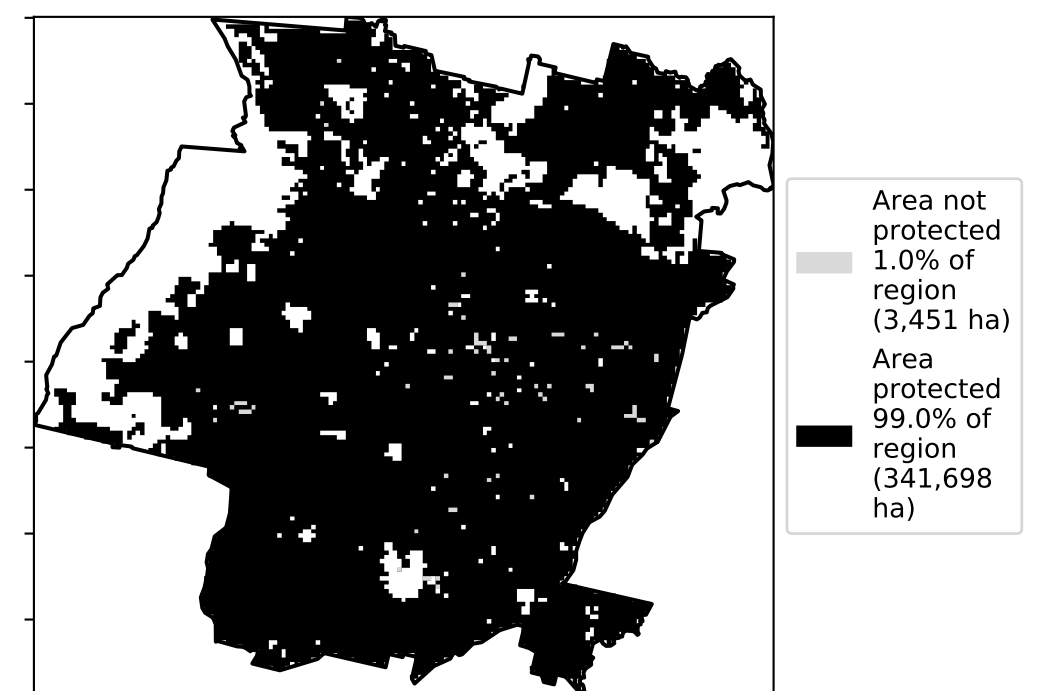 Area not
protected
1.0% of
region
(3,451 ha)
Area
protected
99.0% of
region
(341,698
ha)